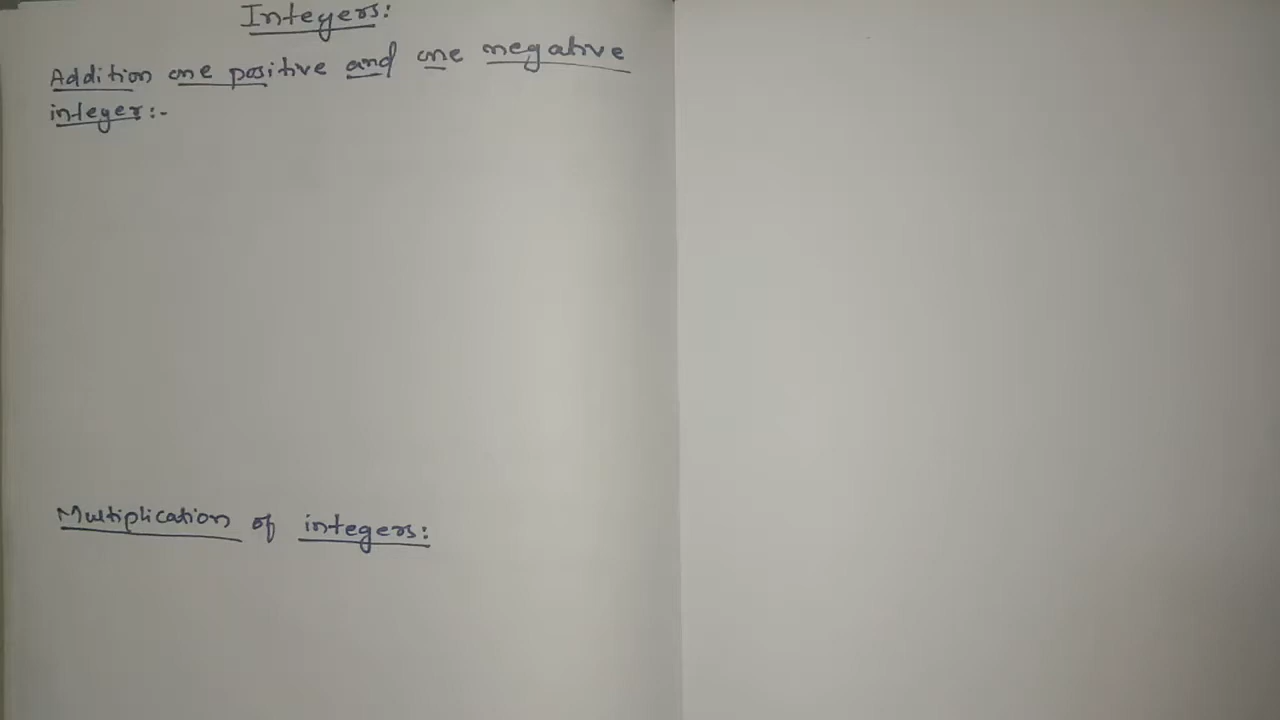 Integers:
Addition one positive and one negative
integer:-
Multiplication of integers: